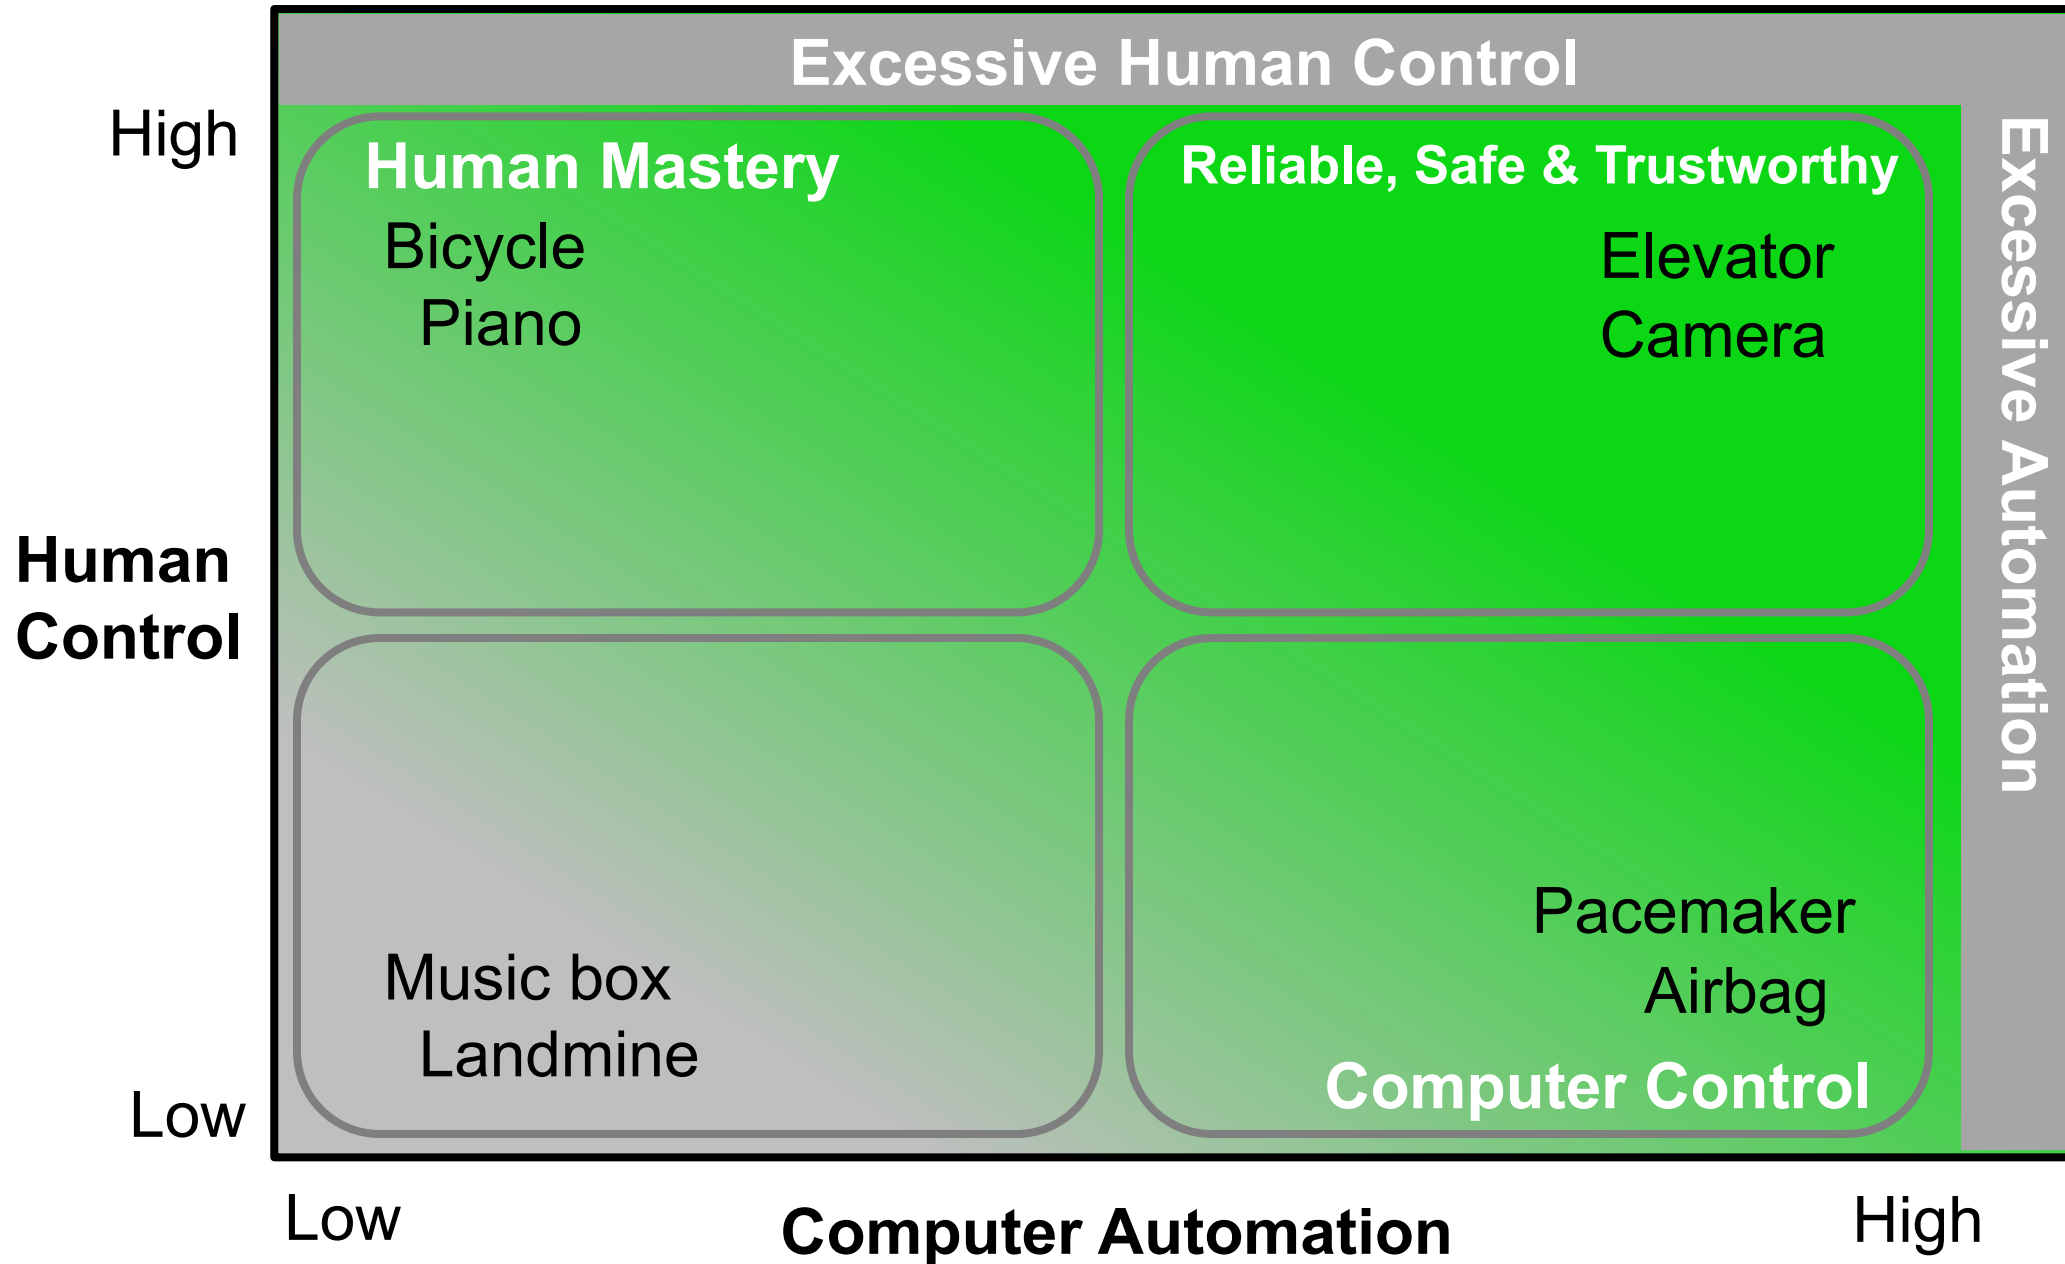 Excessive Human Control
High
Human Mastery
Bicycle
Piano
Reliable, Safe & Trustworthy
Elevator
Camera
Excessive Automation
Human
Control
Music box
Landmine
Pacemaker
Airbag
Computer Control
Low
Low
Computer Automation
High